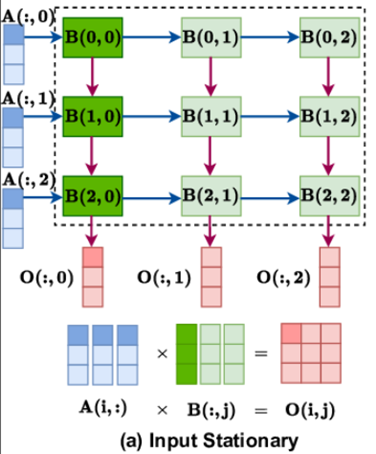 A(:,0)
B(0,0) B(0,1) B(0,2)
A(:,1)
B(1,0) B(1,1) B(1,2)
A(:,2)
B(2,0) B(2,1) B(2,2)
O(:,0) O(:,1) O(:,2)
× =
A(i,:) × B(:,j) = O(i,j)
(a) Input Stationary